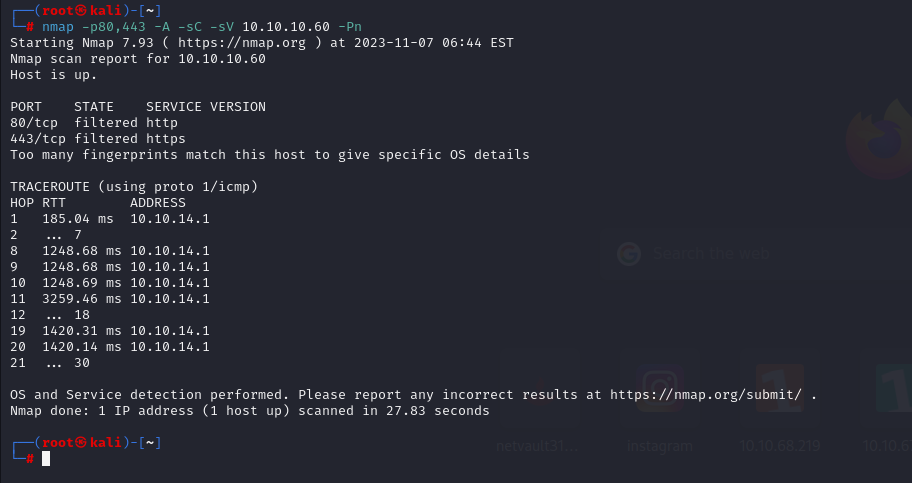 ┌──(root㉿kali)-[~]
└─# nmap -p80,443 -A -sC -sV 10.10.10.60 -Pn
Starting Nmap 7.93 ( https://nmap.org ) at 2023-11-07 06:44 EST
Nmap scan report for 10.10.10.60
Host is up.

PORT    STATE    SERVICE VERSION
80/tcp  filtered http
443/tcp filtered https
Too many fingerprints match this host to give specific OS details

TRACEROUTE (using proto 1/icmp)
HOP RTT        ADDRESS
1   185.04 ms  10.10.14.1
2   ... 7
8   1248.68 ms 10.10.14.1
9   1248.68 ms 10.10.14.1
10  1248.69 ms 10.10.14.1
11  3259.46 ms 10.10.14.1
12  ... 18
19  1420.31 ms 10.10.14.1
20  1420.14 ms 10.10.14.1
21  ... 30

OS and Service detection performed. Please report any incorrect results at https://nmap.org/submit/ .
Nmap done: 1 IP address (1 host up) scanned in 27.83 seconds

┌──(root㉿kali)-[~]
└─#
Search the web
netvault31... Instagram 10.10.68.219